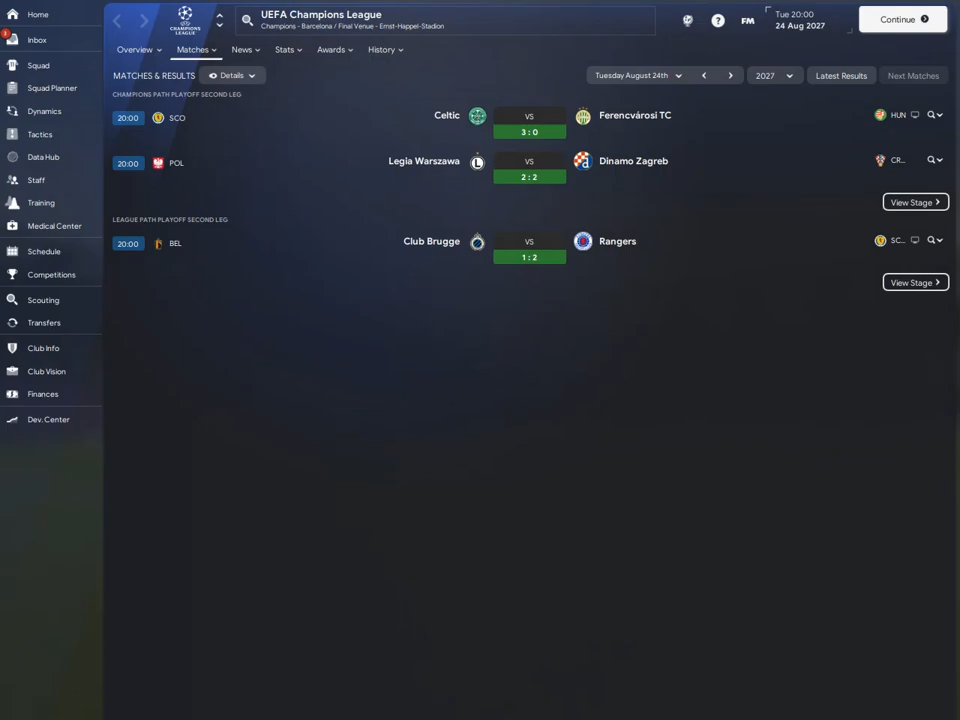 Home
3
Inbox
Squad
Squad Planner
Dynamics
Tactics
Data Hub
Staff
Training
Medical Center
Schedule
Competitions
Scouting
Transfers
Club Info
Club Vision
Finances
Dev. Center
CHAMPIONS LEAGUE
UEFA Champions League
Champions - Barcelona / Final Venue - Ernst-Happel-Stadion
?
FM
Tue 20:00
24 Aug 2027
Continue
Overview
Matches
News
Stats
Awards
History
MATCHES & RESULTS
Details
Tuesday August 24th
2027
Latest Results
Next Matches
CHAMPIONS PATH PLAYOFF SECOND LEG
20:00 SCO Celtic VS Ferencvárosi TC HUN
3 : 0
20:00 POL Legia Warszawa VS Dinamo Zagreb CR...
2 : 2
View Stage
LEAGUE PATH PLAYOFF SECOND LEG
20:00 BEL Club Brugge VS Rangers SC...
1 : 2
View Stage